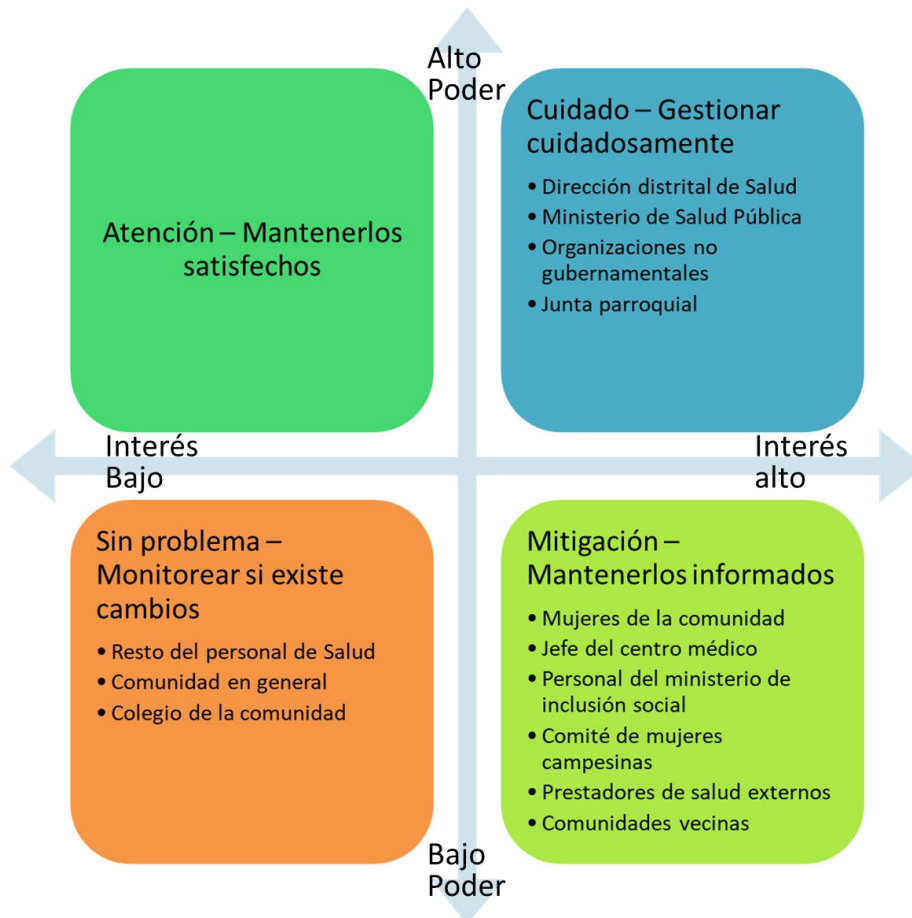 Alto
Poder
Atención – Mantenerlos
satisfechos
Cuidado – Gestionar
cuidadosamente
• Dirección distrital de Salud
• Ministerio de Salud Pública
• Organizaciones no
gubernamentales
• Junta parroquial
Interés
Bajo
Interés
alto
Sin problema –
Monitorear si existe
cambios
• Resto del personal de Salud
• Comunidad en general
• Colegio de la comunidad
Mitigación –
Mantenerlos informados
• Mujeres de la comunidad
• Jefe del centro médico
• Personal del ministerio de
inclusión social
• Comité de mujeres
campesinas
• Prestadores de salud externos
• Comunidades vecinas
Bajo
Poder